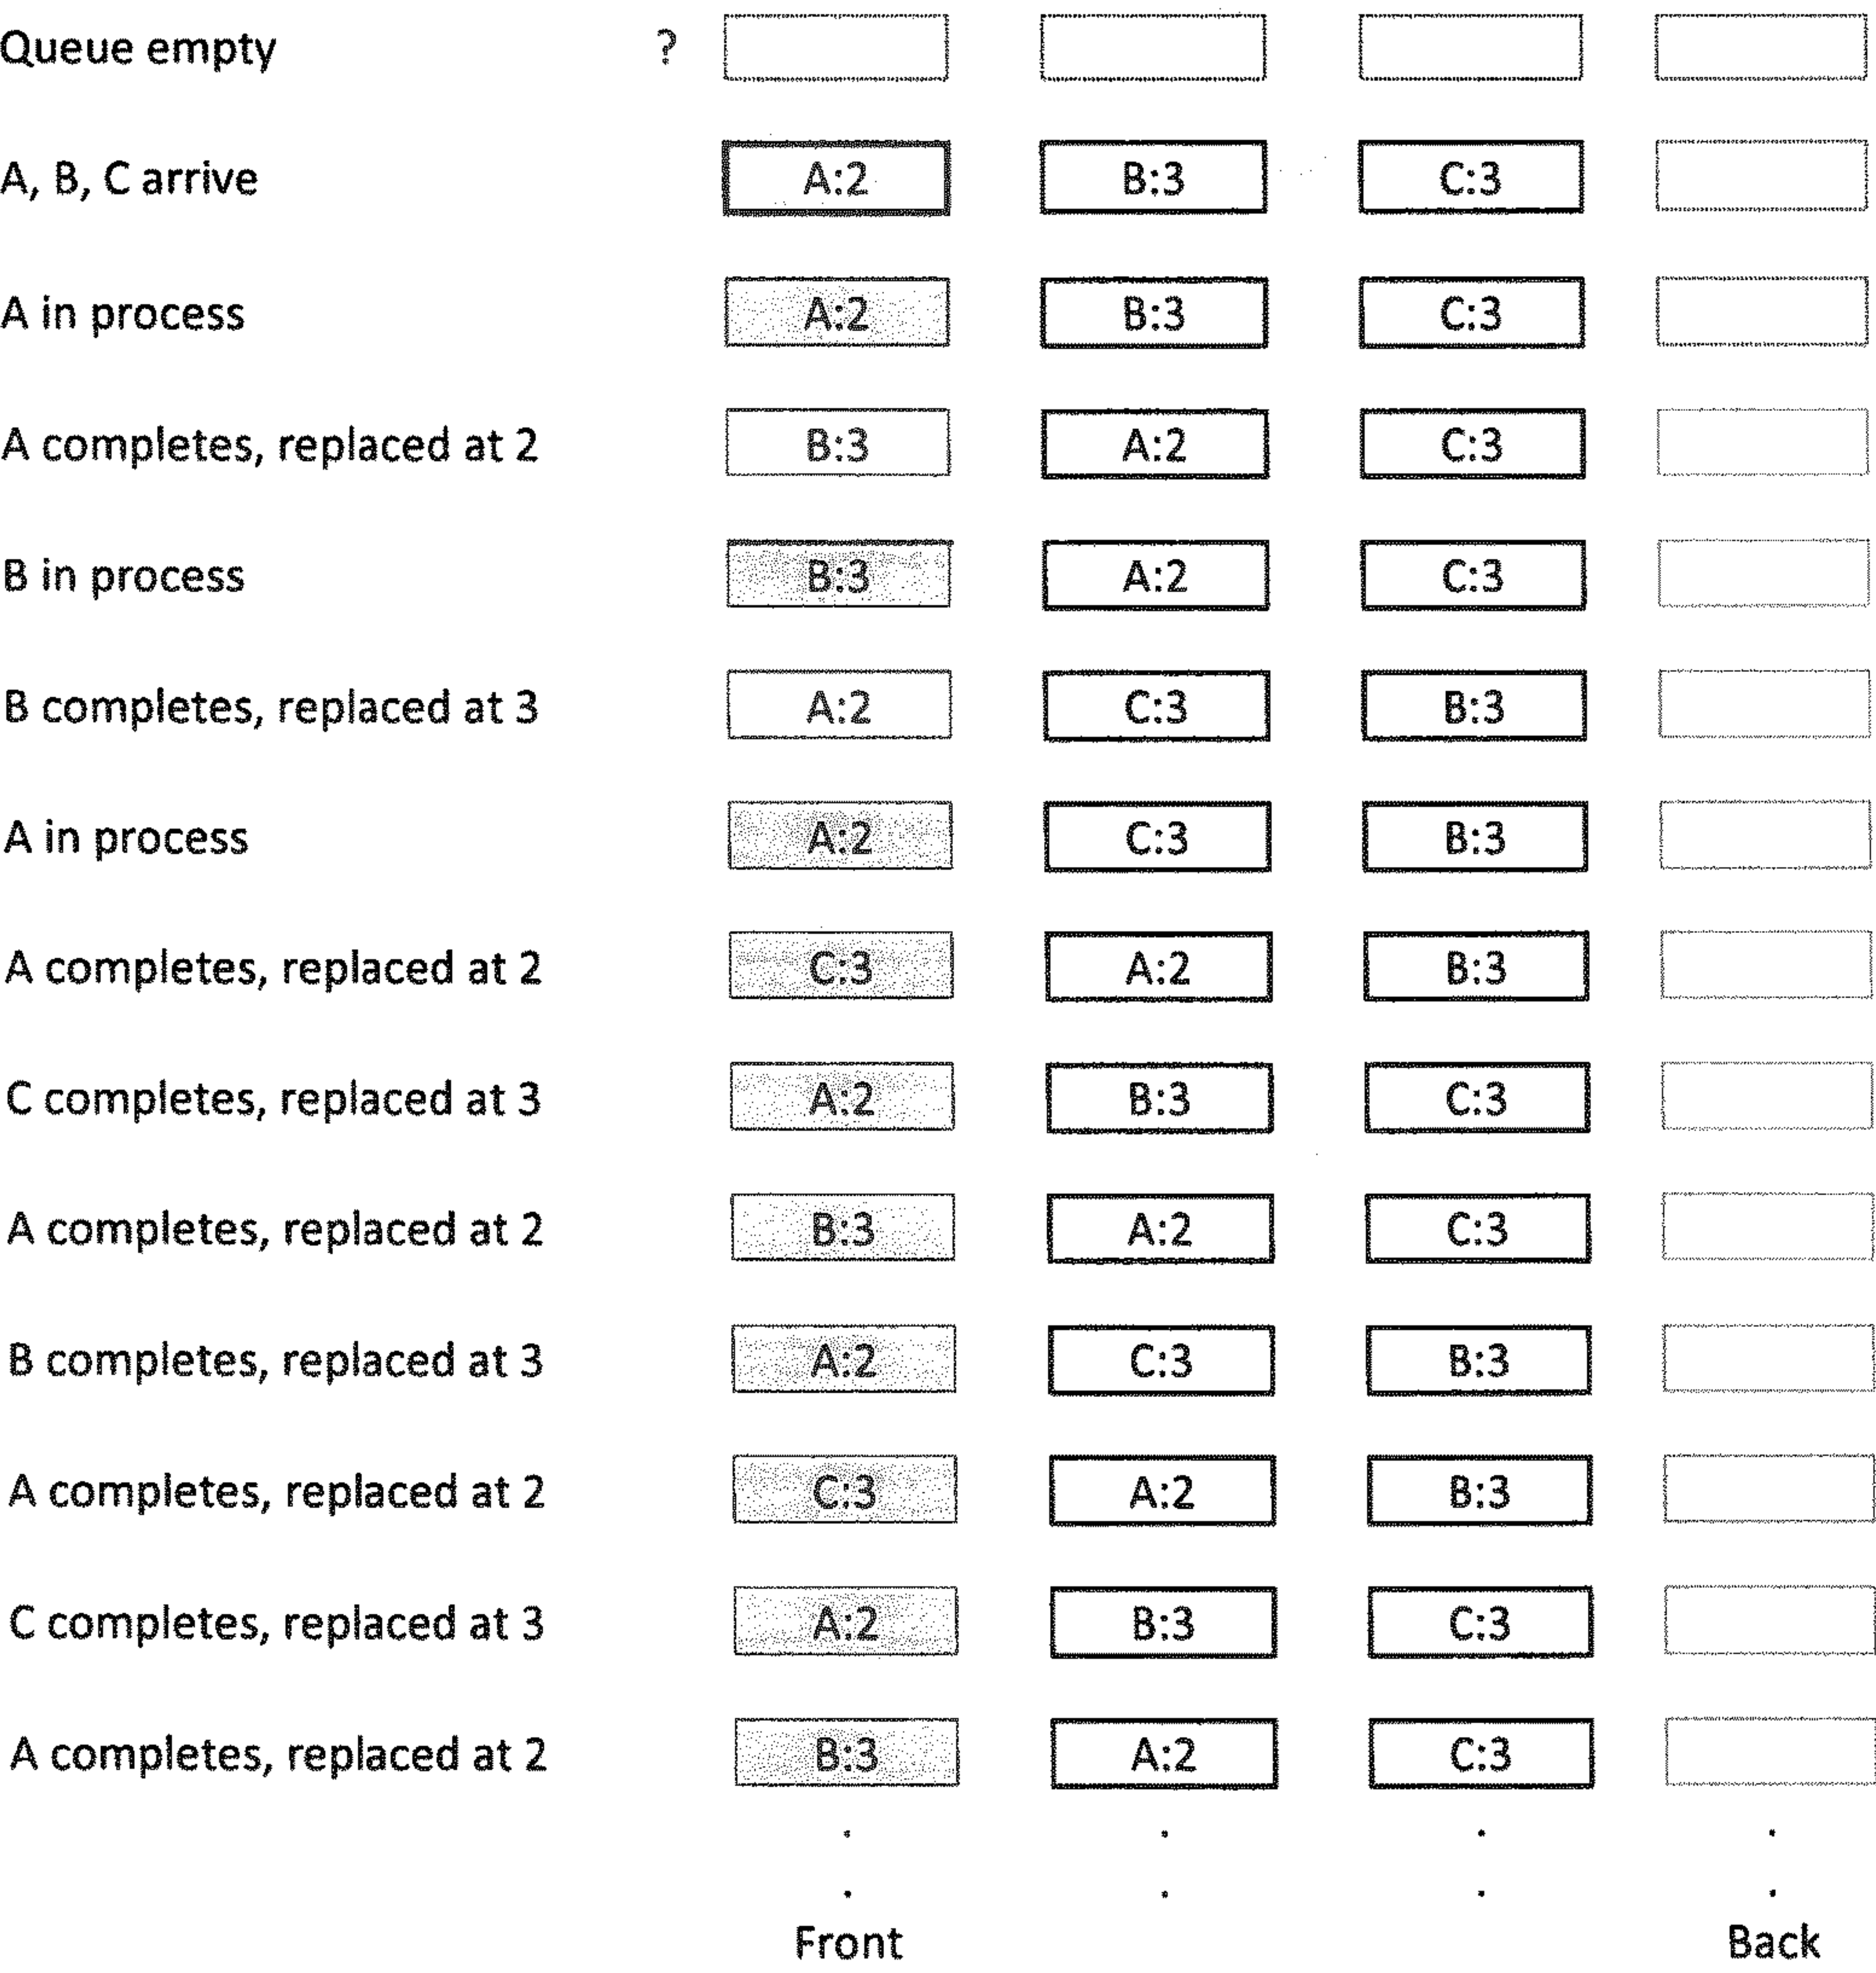 Queue empty ?
A, B, C arrive A:2 B:3 C:3
A in process A:2 B:3 C:3
A completes, replaced at 2 B:3 A:2 C:3
B in process B:3 A:2 C:3
B completes, replaced at 3 A:2 C:3 B:3
A in process A:2 C:3 B:3
A completes, replaced at 2 C:3 A:2 B:3
C completes, replaced at 3 A:2 B:3 C:3
A completes, replaced at 2 B:3 A:2 C:3
B completes, replaced at 3 A:2 C:3 B:3
A completes, replaced at 2 C:3 A:2 B:3
C completes, replaced at 3 A:2 B:3 C:3
A completes, replaced at 2 B:3 A:2 C:3
Front Back